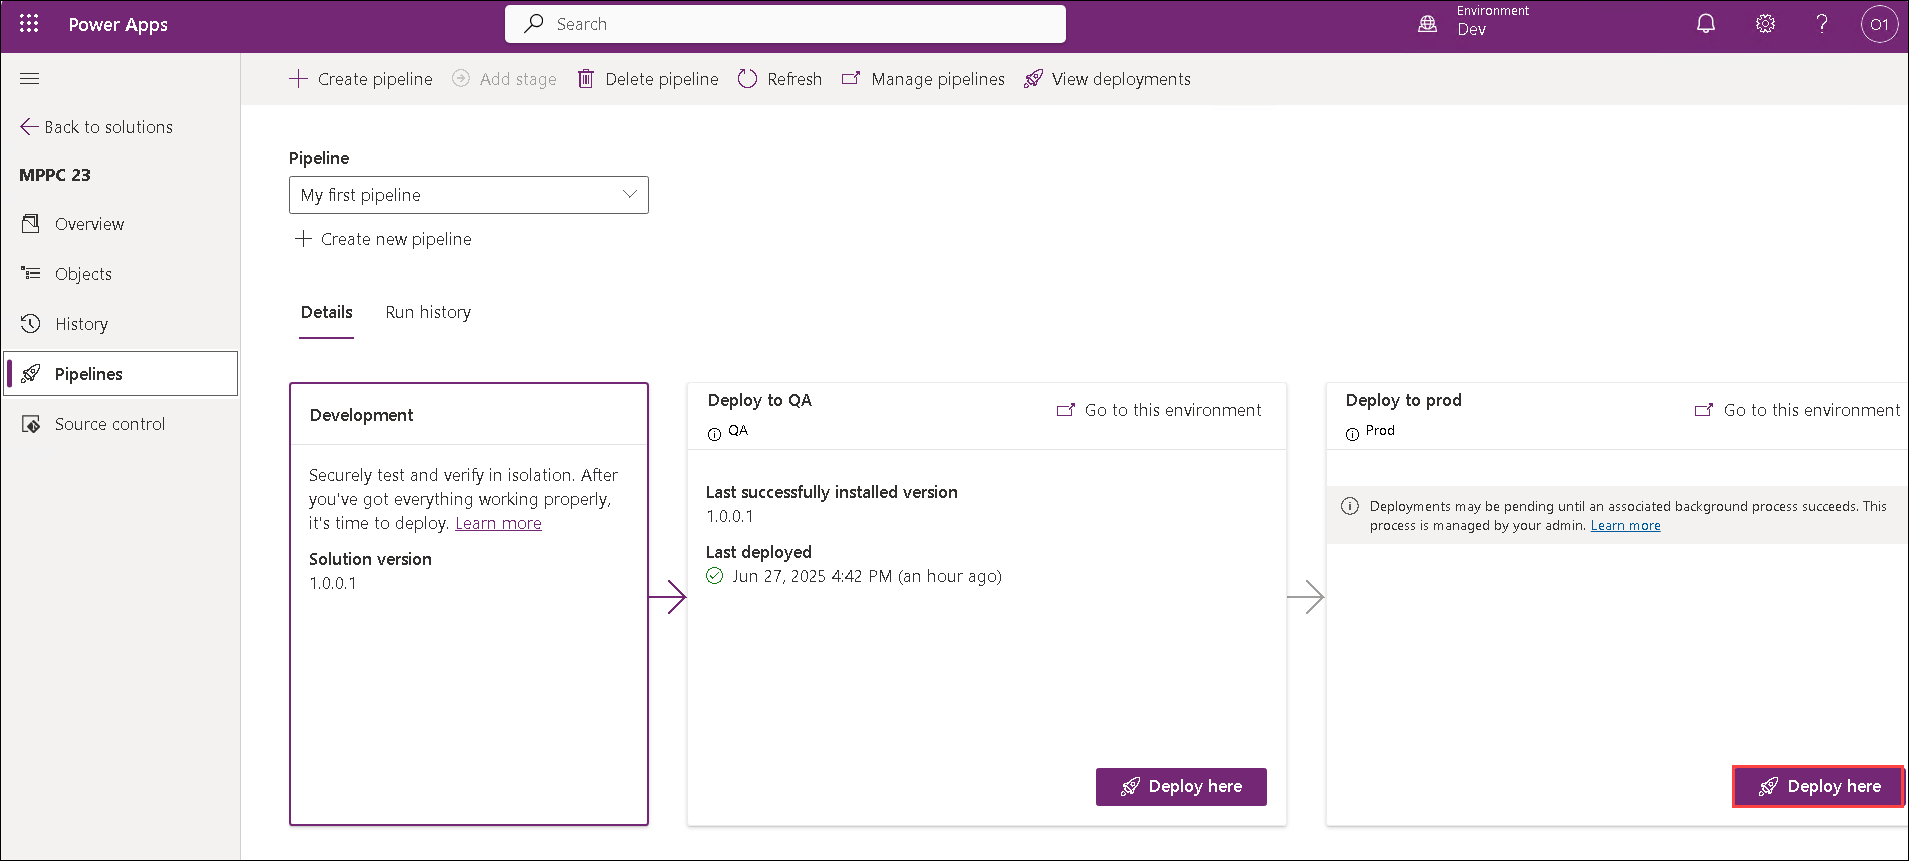 Power Apps
Search
Environment
Dev
?
O1
Create pipeline
Add stage
Delete pipeline
Refresh
Manage pipelines
View deployments
Back to solutions
MPPC 23
Overview
Objects
History
Pipelines
Source control
Pipeline
My first pipeline
Create new pipeline
Details
Run history
Development
Securely test and verify in isolation. After
you've got everything working properly,
it's time to deploy. Learn more
Solution version
1.0.0.1
Deploy to QA
QA
Go to this environment
Last successfully installed version
1.0.0.1
Last deployed
Jun 27, 2025 4:42 PM (an hour ago)
Deploy here
Deploy to prod
Prod
Go to this environment
Deployments may be pending until an associated background process succeeds. This
process is managed by your admin. Learn more
Deploy here